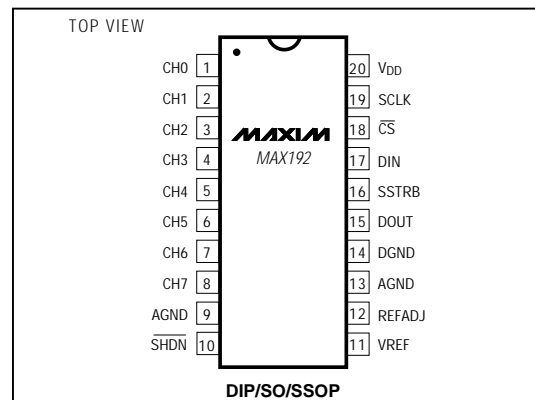 TOP VIEW
CH0 1
CH1 2
CH2 3
CH3 4
CH4 5
CH5 6
CH6 7
CH7 8
AGND 9
SHDN 10
MAXIM
MAX192
20 VDD
19 SCLK
18 CS
17 DIN
16 SSTRB
15 DOUT
14 DGND
13 AGND
12 REFADJ
11 VREF
DIP/SO/SSOP